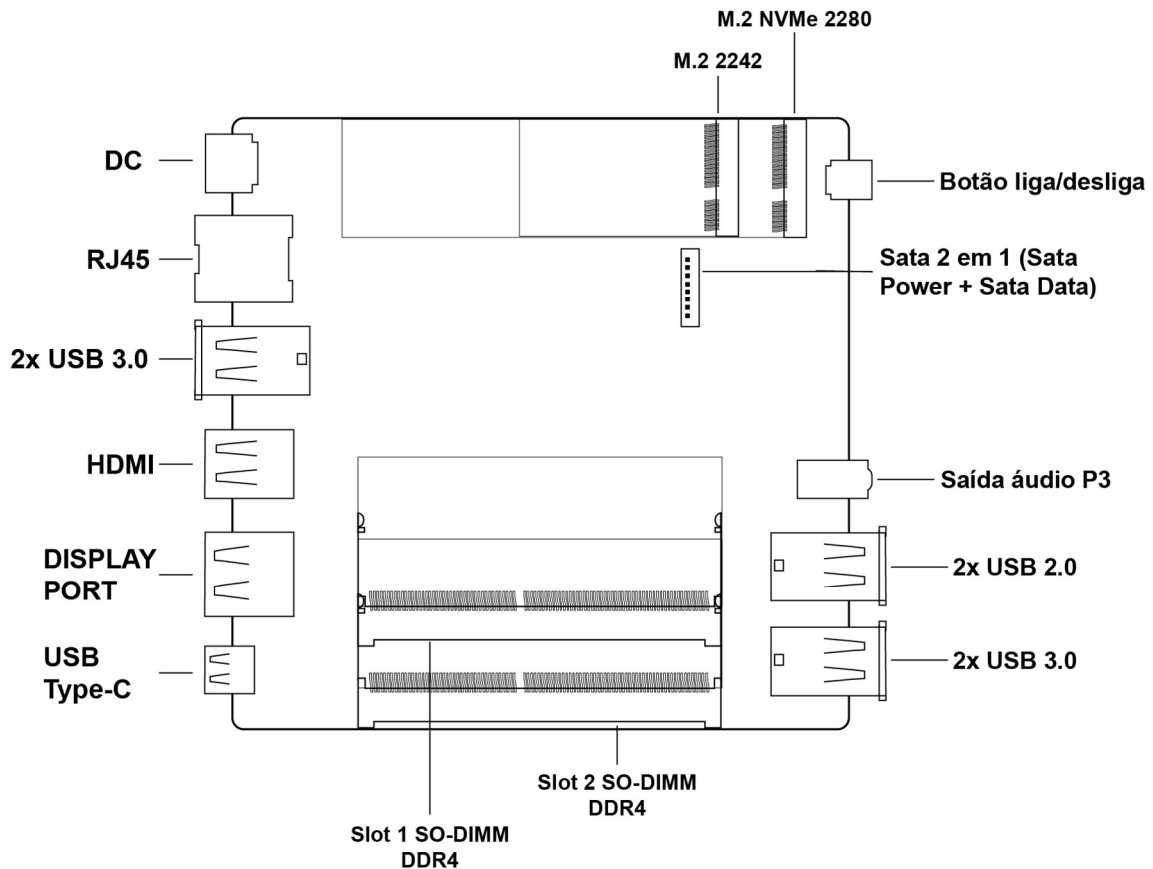 M.2 NVMe 2280
M.2 2242
DC
Botão liga/desliga
RJ45
Sata 2 em 1 (Sata
Power + Sata Data)
2x USB 3.0
HDMI
Saída áudio P3
DISPLAY
PORT
2x USB 2.0
USB
Type-C
2x USB 3.0
Slot 2 SO-DIMM
DDR4
Slot 1 SO-DIMM
DDR4